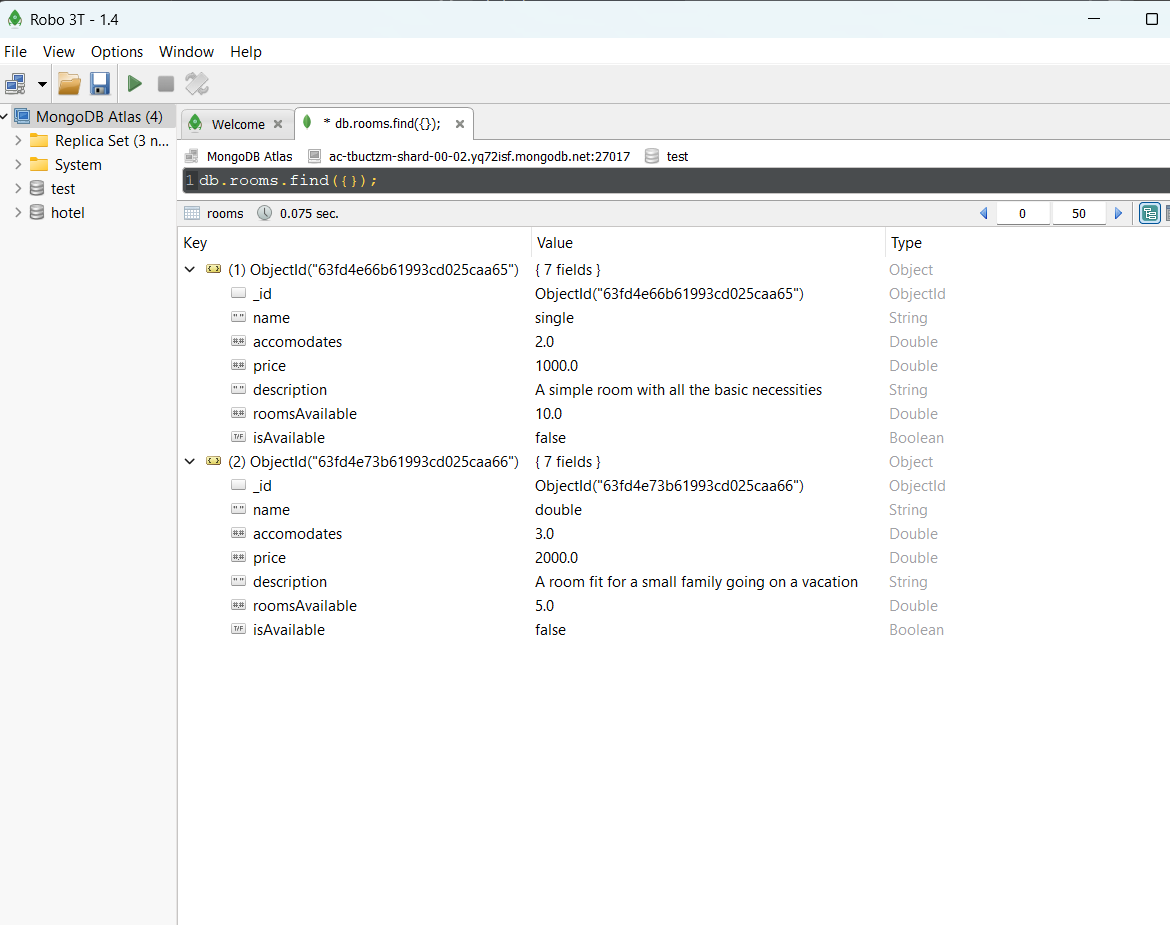 Robo 3T - 1.4
File View Options Window Help
MongoDB Atlas (4)
Replica Set (3 n...
System
test
hotel
Welcome
* db.rooms.find({});
MongoDB Atlas ac-tbuctzm-shard-00-02.yq72isf.mongodb.net:27017 test
1 db.rooms.find({});
rooms 0.075 sec. 0 50
Key Value Type
(1) ObjectId("63fd4e66b61993cd025caa65") { 7 fields } Object
_id ObjectId("63fd4e66b61993cd025caa65") ObjectId
"" name single String
#.# accomodates 2.0 Double
#.# price 1000.0 Double
"" description A simple room with all the basic necessities String
#.# roomsAvailable 10.0 Double
T/F isAvailable false Boolean
(2) ObjectId("63fd4e73b61993cd025caa66") { 7 fields } Object
_id ObjectId("63fd4e73b61993cd025caa66") ObjectId
"" name double String
#.# accomodates 3.0 Double
#.# price 2000.0 Double
"" description A room fit for a small family going on a vacation String
#.# roomsAvailable 5.0 Double
T/F isAvailable false Boolean